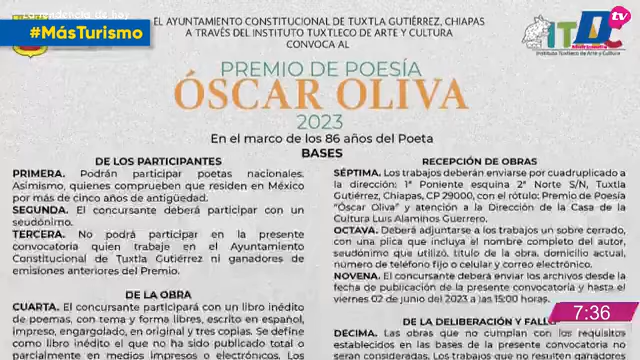 #MásTurismo
EL AYUNTAMIENTO CONSTITUCIONAL DE TUXTLA GUTIÉRREZ, CHIAPAS
A TRAVÉS DEL INSTITUTO TUXTLECO DE ARTE Y CULTURA
CONVOCA AL
ITAC
Instituto Tuxtleco de Arte y Cultura
tv
PREMIO DE POESÍA
ÓSCAR OLIVA
2023
En el marco de los 86 años del Poeta
BASES
DE LOS PARTICIPANTES
PRIMERA. Podrán participar poetas nacionales.
Asimismo, quienes comprueben que residen en México
por más de cinco años de antigüedad.
SEGUNDA. El concursante deberá participar con un
seudónimo.
TERCERA. No podrá participar en la presente
convocatoria quien trabaje en el Ayuntamiento
Constitucional de Tuxtla Gutiérrez ni ganadores de
emisiones anteriores del Premio.
DE LA OBRA
CUARTA. El concursante participará con un libro inédito
de poemas, con tema y forma libres, escrito en español,
impreso, engargolado, en original y tres copias. Se define
como libro inédito el que no ha sido publicado total o
parcialmente en medios impresos o electrónicos. Los
RECEPCIÓN DE OBRAS
SÉPTIMA. Los trabajos deberán enviarse por cuadruplicado a
la dirección: 1ª Poniente esquina 2ª Norte S/N, Tuxtla
Gutiérrez, Chiapas, CP 29000, con el rótulo: Premio de Poesía
"Óscar Oliva" y atención a la Dirección de la Casa de la
Cultura Luis Alaminos Guerrero.
OCTAVA. Deberá adjuntarse a los trabajos un sobre cerrado,
con una plica que incluya el nombre completo del autor,
seudónimo que utilizó, título de la obra, domicilio actual,
número de teléfono fijo o celular y correo electrónico.
NOVENA. El concursante deberá enviar los archivos desde la
fecha de publicación de la presente convocatoria y hasta el
viernes 02 de junio del 2023 a las 15:00 horas.
DE LA DELIBERACIÓN Y FALLO
DECIMA. Las obras que no cumplan con los requisitos
establecidos en las bases de la presente convocatoria no
serán consideradas. Los trabajos que no resulten ganadores
7:36